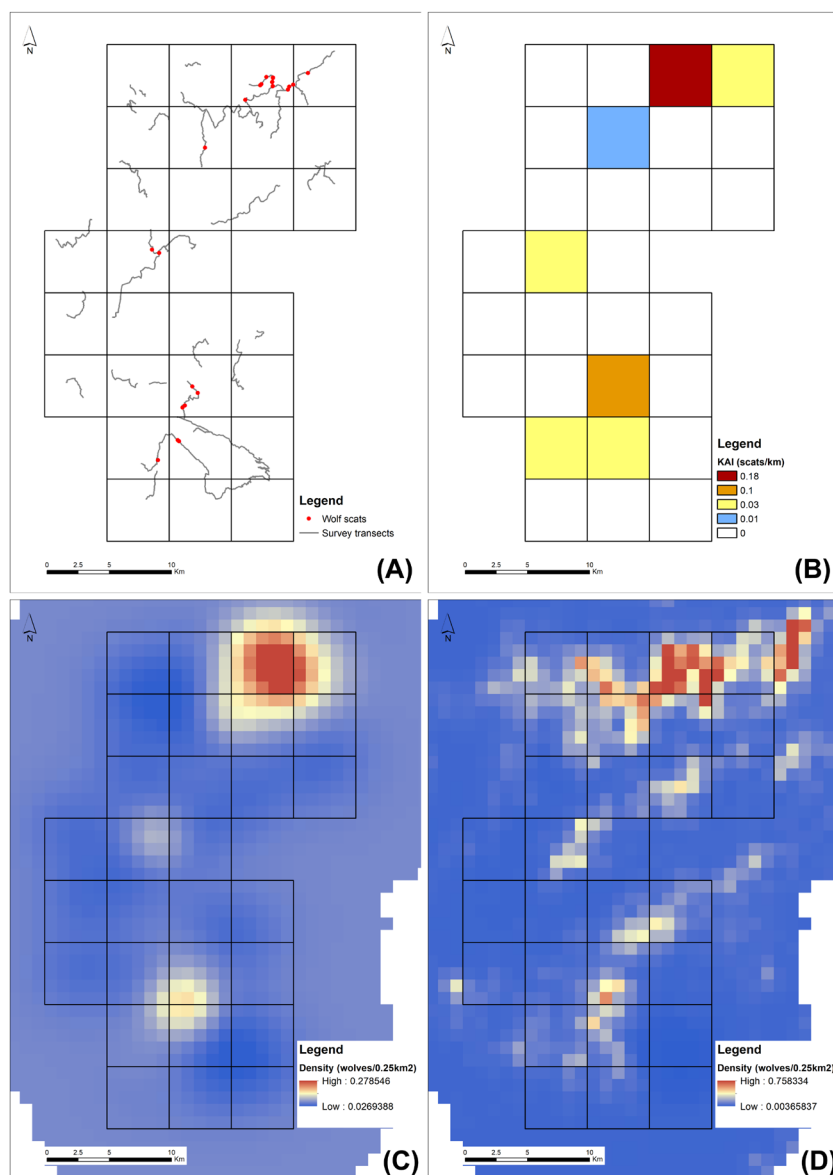 N
Legend
Wolf scats
Survey transects
0 2.5 5 10
Km
(A)
N
Legend
KAI (scats/km)
0.18
0.1
0.03
0.01
0
0 2.5 5 10
Km
(B)
N
Legend
Density (wolves/0.25km2)
High : 0.278546
Low : 0.0269388
0 2.5 5 10
Km
(C)
N
Legend
Density (wolves/0.25km2)
High : 0.758334
Low : 0.00365837
0 2.5 5 10
Km
(D)